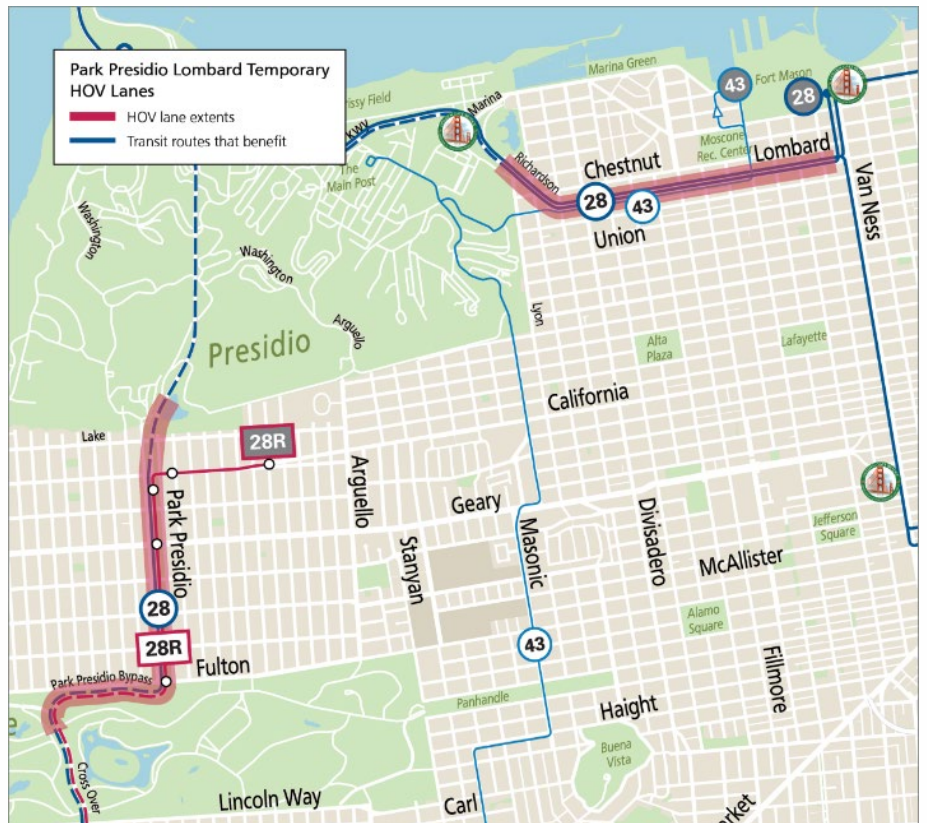 Park Presidio Lombard Temporary
HOV Lanes
HOV lane extents
Transit routes that benefit
Marina Green
Fort Mason
43
28
rissy Field
Marina
KWY
Richardson
Chestnut
Moscone
Rec. Center
Lombard
The
Main Post
28
43
Union
Van Ness
Washington
Washington
Arguello
Lyon
Presidio
Alta
Plaza
Lafayette
California
Lake
28R
Park Presidio
Arguello
Geary
Stanyan
Masonic
Divisadero
McAllister
Jefferson
Square
28
28R
Fulton
43
Alamo
Square
Fillmore
Park Presidio Bypass
Panhandle
Haight
e
Buena
Vista
Cross Over
Lincoln Way
Carl
arket